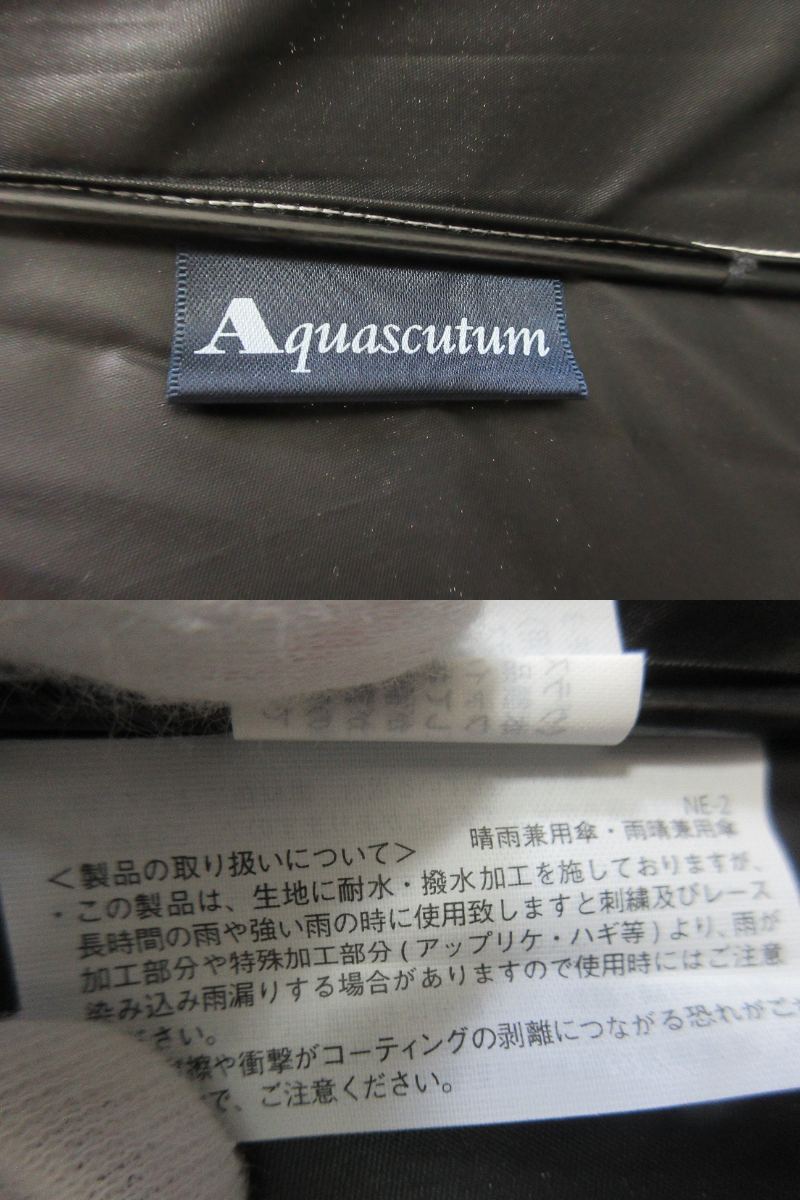 Aquascutum
NE-2
晴雨兼用傘・雨晴兼用傘
＜製品の取り扱いについて＞
・この製品は、生地に耐水・撥水加工を施しておりますが、
長時間の雨や強い雨の時に使用致しますと刺繍及びレース
加工部分や特殊加工部分(アップリケ・ハギ等)より、雨が
染み込み雨漏りする場合がありますので使用時にはご注意
ださい。
擦や衝撃がコーティングの剥離につながる恐れがござ
で、ご注意ください。